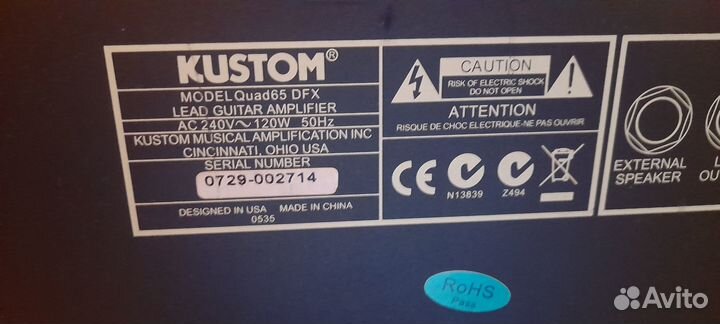 KUSTOM®
MODEL Quad65 DFX
LEAD GUITAR AMPLIFIER
AC 240V~120W 50Hz
KUSTOM MUSICAL AMPLIFICATION INC
CINCINNATI, OHIO USA
SERIAL NUMBER
0729-002714
DESIGNED IN USA MADE IN CHINA
0535
CAUTION
RISK OF ELECTRIC SHOCK
DO NOT OPEN
ATTENTION
RISQUE DE CHOC ELECTRIQUE-NE PAS OUVRIR
CE
N13839
Z494
EXTERNAL
SPEAKER
L
OU
RoHS
Pass
Avito